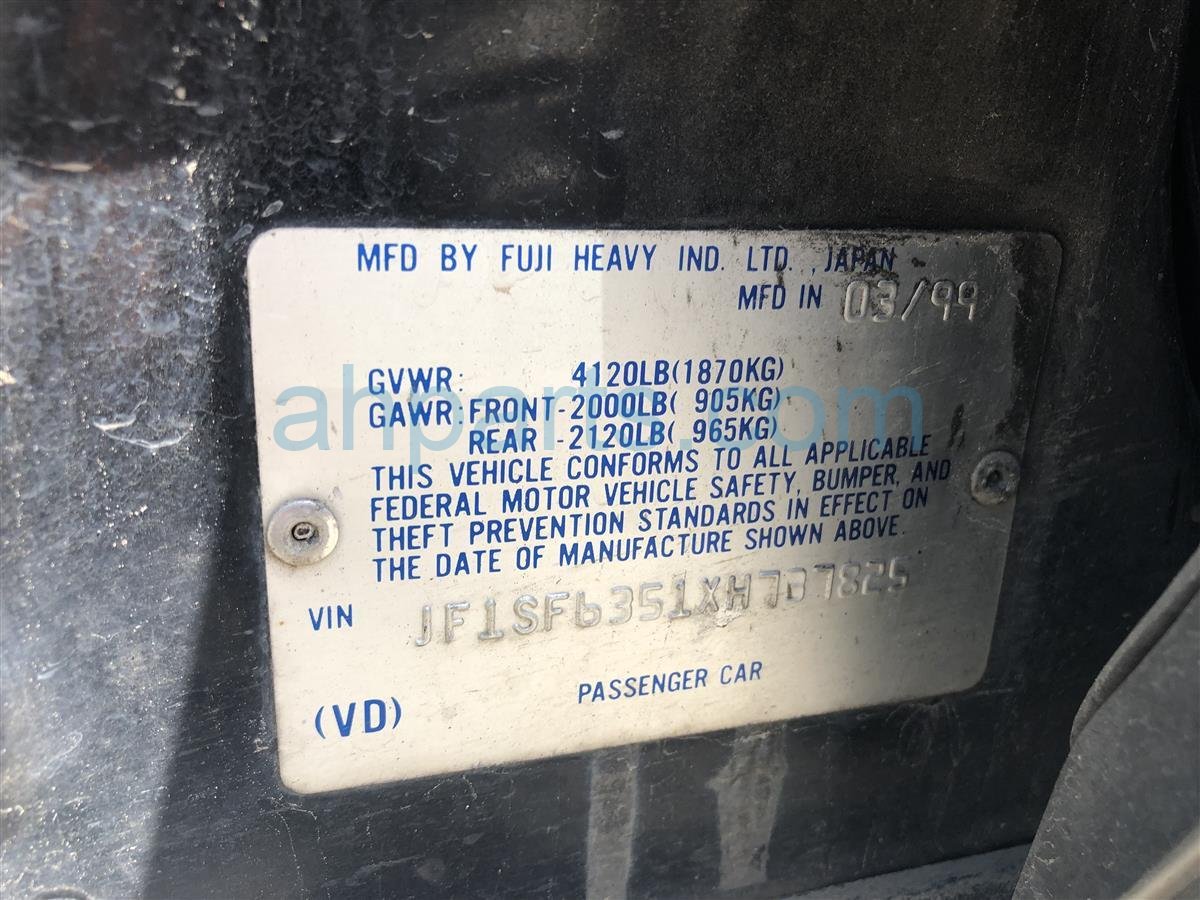 MFD BY FUJI HEAVY IND. LTD., JAPAN
MFD IN 03/99
GVWR: 4120LB(1870KG)
GAWR: FRONT-2000LB( 905KG)
REAR -2120LB( 965KG)
THIS VEHICLE CONFORMS TO ALL APPLICABLE
FEDERAL MOTOR VEHICLE SAFETY, BUMPER, AND
THEFT PREVENTION STANDARDS IN EFFECT ON
THE DATE OF MANUFACTURE SHOWN ABOVE.
VIN JF1SF6351XH737825
PASSENGER CAR
(VD)
ahparts.com